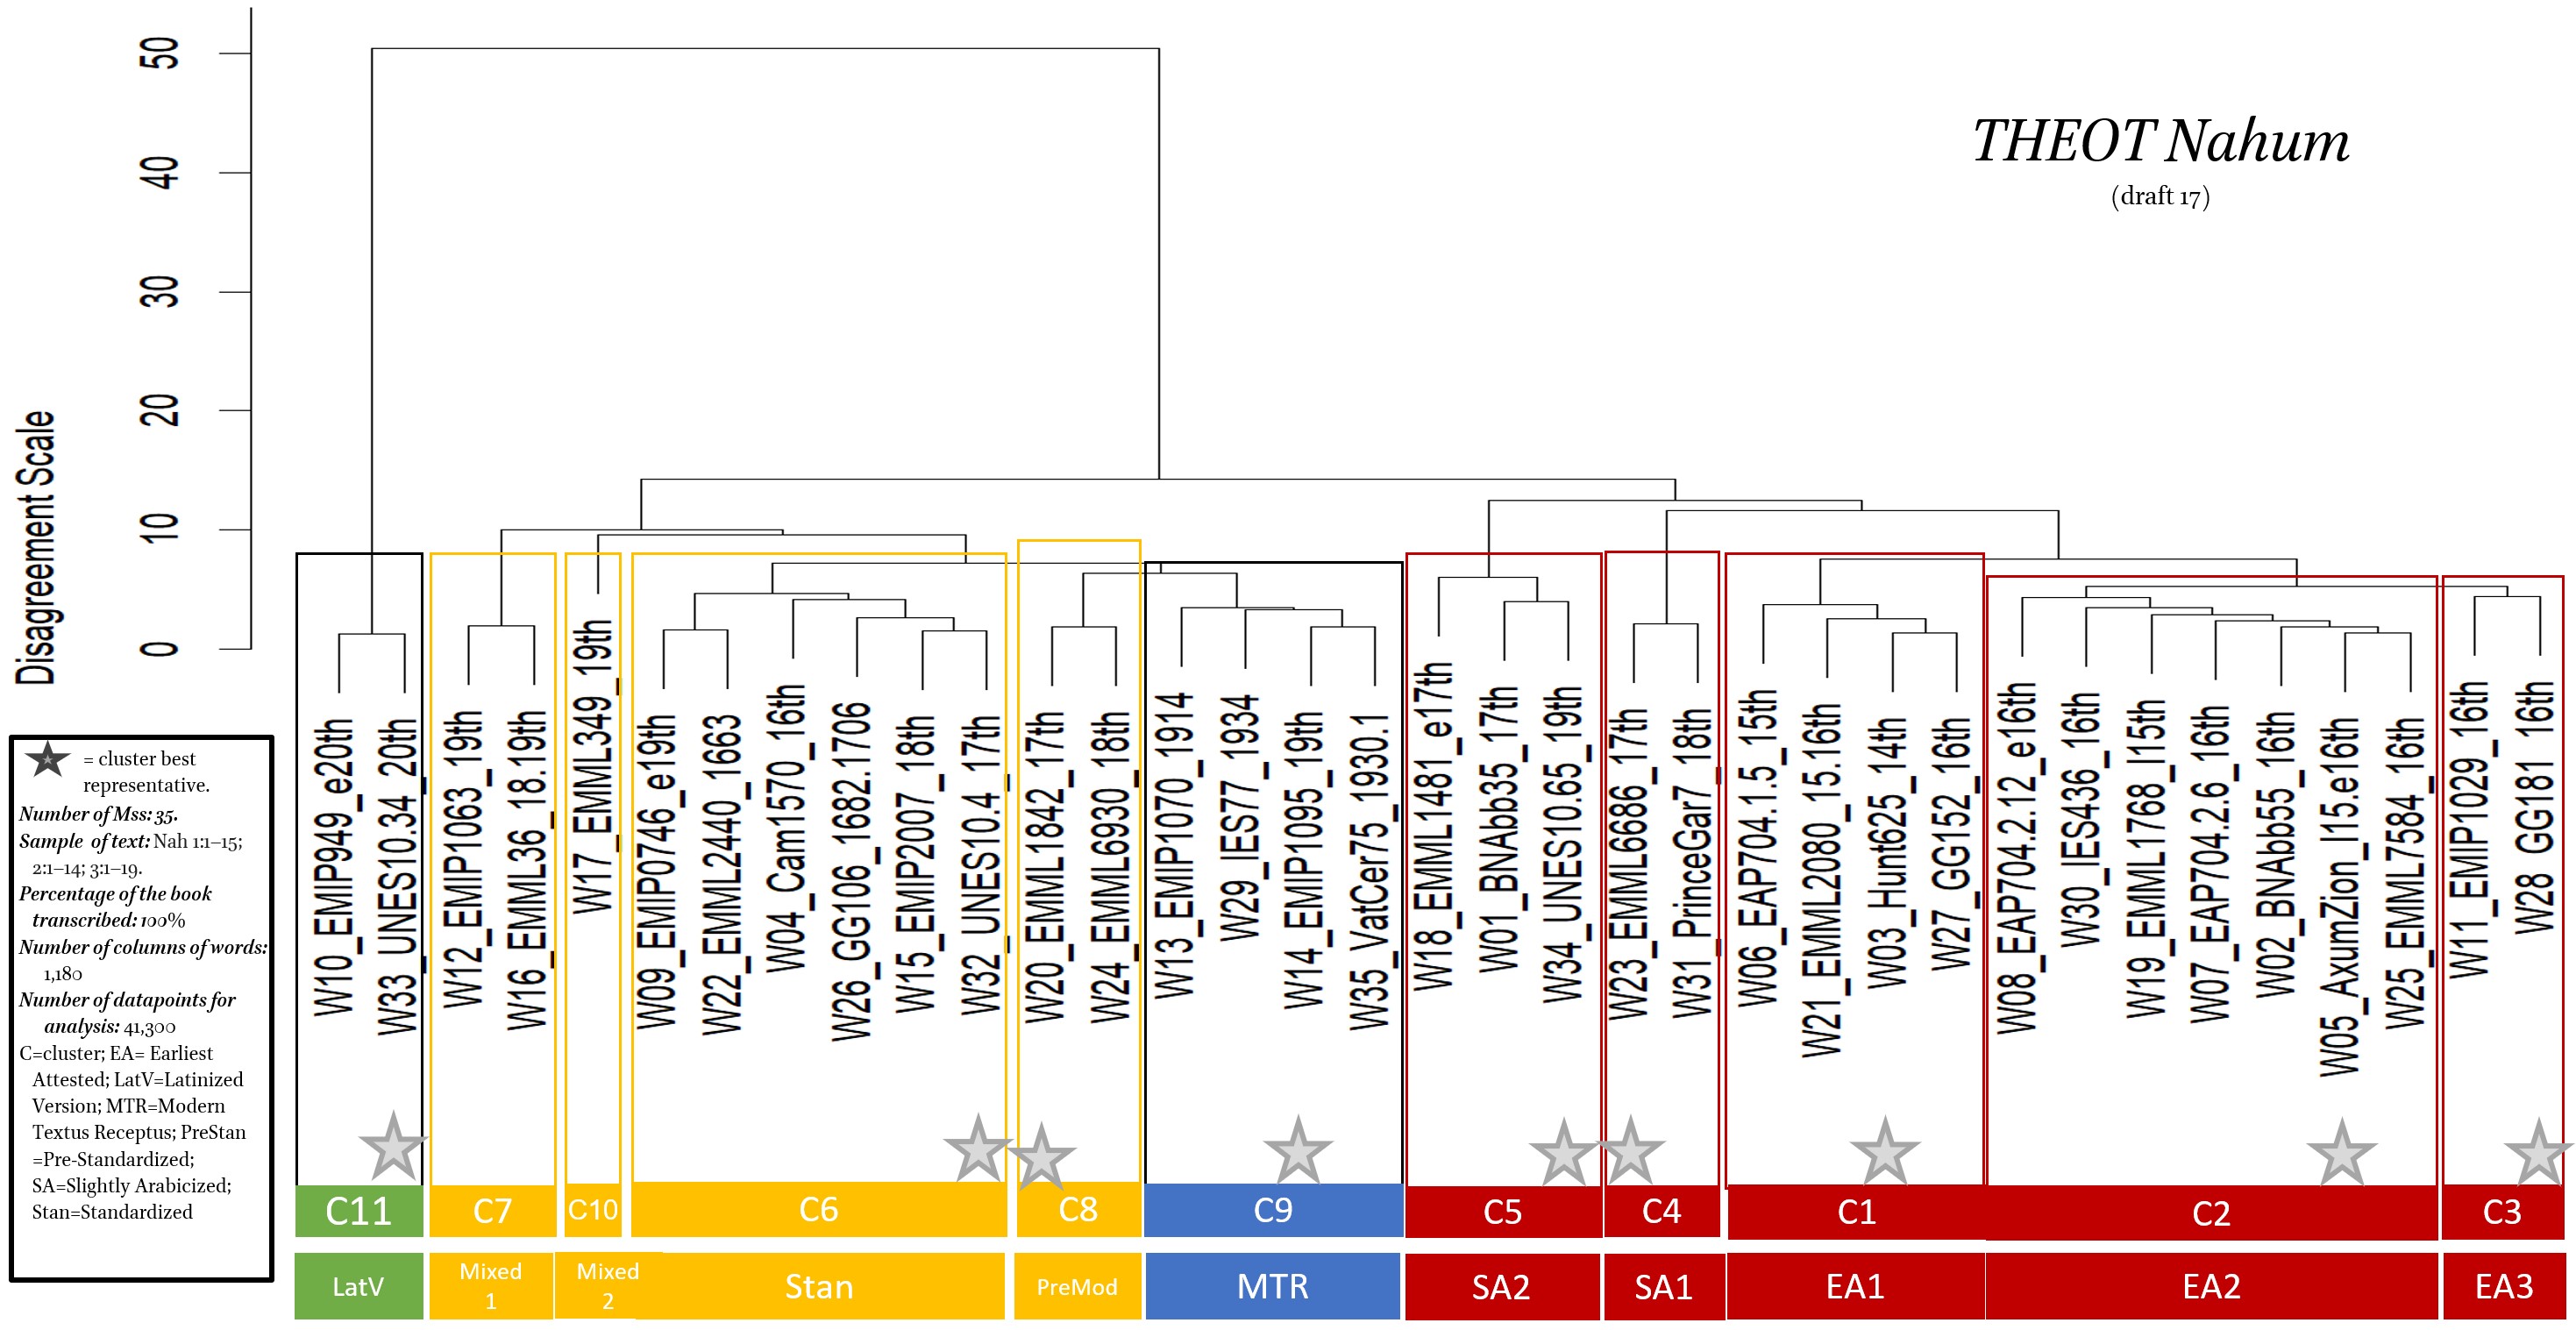 THEOT Nahum
(draft 17)
Disagreement Scale
50
40
30
20
10
0
W10_EMIP949_e20th
W33_UNES10.34_20th
W12_EMIP1063_19th
W16_EMML36_18.19th
W17_EMML349_19th
W09_EMIP0746_e19th
W22_EMML2440_1663
W04_Cam1570_16th
W26_GG106_1682.1706
W15_EMIP2007_18th
W32_UNES10.4_17th
W20_EMML1842_17th
W24_EMML6930_18th
W13_EMIP1070_1914
W29_IES77_1934
W14_EMIP1095_19th
W35_VatCer75_1930.1
W18_EMML1481_e17th
W01_BNAbb35_17th
W34_UNES10.65_19th
W23_EMML6686_17th
W31_PrinceGar7_18th
W06_EAP704.1.5_15th
W21_EMML2080_15.16th
W03_Hunt625_14th
W27_GG152_16th
W08_EAP704.2.12_e16th
W30_IES436_16th
W19_EMML1768_l15th
W07_EAP704.2.6_16th
W02_BNAbb55_16th
W05_AxumZion_l15.e16th
W25_EMML7584_16th
W11_EMIP1029_16th
W28_GG181_16th
= cluster best
representative.
Number of Mss: 35.
Sample of text: Nah 1:1–15;
2:1–14; 3:1–19.
Percentage of the book
transcribed: 100%
Number of columns of words:
1,180
Number of datapoints for
analysis: 41,300
C=cluster; EA= Earliest
Attested; LatV=Latinized
Version; MTR=Modern
Textus Receptus; PreStan
=Pre-Standardized;
SA=Slightly Arabicized;
Stan=Standardized
C11
C7
C10
C6
C8
C9
C5
C4
C1
C2
C3
LatV
Mixed
1
Mixed
2
Stan
PreMod
MTR
SA2
SA1
EA1
EA2
EA3